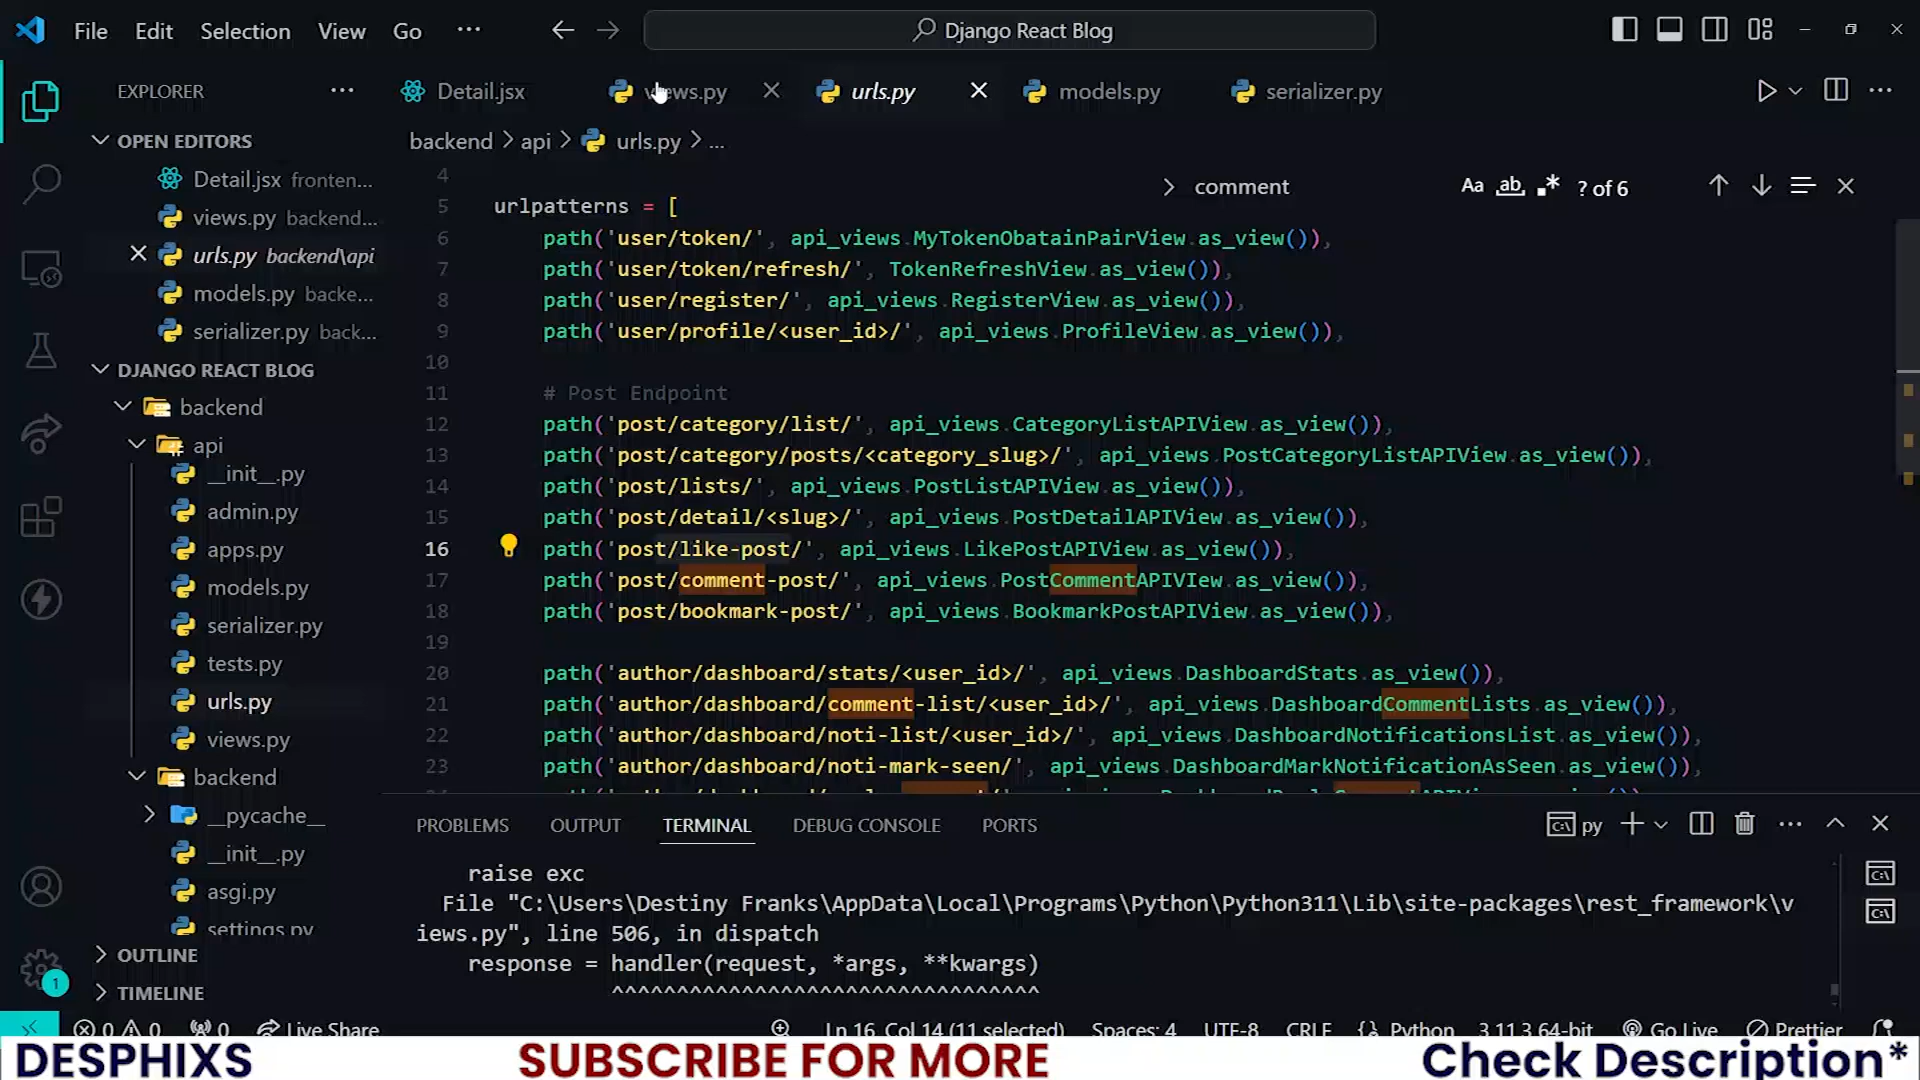 File Edit Selection View Go ... Django React Blog
EXPLORER ...
Detail.jsx views.py urls.py models.py serializer.py
OPEN EDITORS
backend > api > urls.py > ...
Detail.jsx fronten...
views.py backend...
urls.py backend\api
models.py backe...
serializer.py back...
DJANGO REACT BLOG
backend
api
__init__.py
admin.py
apps.py
models.py
serializer.py
tests.py
urls.py
views.py
backend
__pycache__
__init__.py
asgi.py
settings.py
OUTLINE
TIMELINE
comment Aa ab ? of 6
4
5 urlpatterns = [
6 path('user/token/', api_views.MyTokenObatainPairView.as_view()),
7 path('user/token/refresh/', TokenRefreshView.as_view()),
8 path('user/register/', api_views.RegisterView.as_view()),
9 path('user/profile/<user_id>/', api_views.ProfileView.as_view()),
10
11 # Post Endpoint
12 path('post/category/list/', api_views.CategoryListAPIView.as_view()),
13 path('post/category/posts/<category_slug>/', api_views.PostCategoryListAPIView.as_view()),
14 path('post/lists/', api_views.PostListAPIView.as_view()),
15 path('post/detail/<slug>/', api_views.PostDetailAPIView.as_view()),
16 path('post/like-post/', api_views.LikePostAPIView.as_view()),
17 path('post/comment-post/', api_views.PostCommentAPIVIew.as_view()),
18 path('post/bookmark-post/', api_views.BookmarkPostAPIView.as_view()),
19
20 path('author/dashboard/stats/<user_id>/', api_views.DashboardStats.as_view()),
21 path('author/dashboard/comment-list/<user_id>/', api_views.DashboardCommentLists.as_view()),
22 path('author/dashboard/noti-list/<user_id>/', api_views.DashboardNotificationsList.as_view()),
23 path('author/dashboard/noti-mark-seen/', api_views.DashboardMarkNotificationAsSeen.as_view()),
PROBLEMS OUTPUT TERMINAL DEBUG CONSOLE PORTS py
raise exc
File "C:\Users\Destiny Franks\AppData\Local\Programs\Python\Python311\Lib\site-packages\rest_framework\v
iews.py", line 506, in dispatch
response = handler(request, *args, **kwargs)
^^^^^^^^^^^^^^^^^^^^^^^^^^^^^^^^^
1
0 0 0 Live Share Ln 16, Col 14 (11 selected) Spaces: 4 UTF-8 CRLF {} Python 3.11.3 64-bit Go Live Prettier
DESPHIXS SUBSCRIBE FOR MORE Check Description*